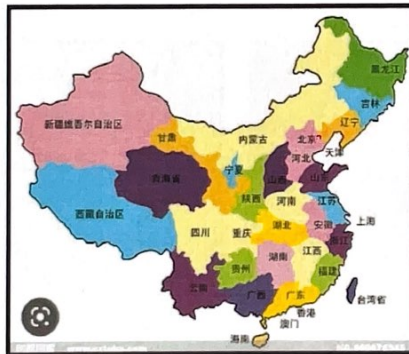 黑龙江
吉林
辽宁
新疆维吾尔自治区
甘肃
内蒙古
北京
天津
河北
宁夏
山西
山东
青海省
陕西
河南
江苏
西藏自治区
安徽
上海
四川
重庆
湖北
浙江
湖南
江西
贵州
福建
云南
广西
广东
台湾省
香港
澳门
海南